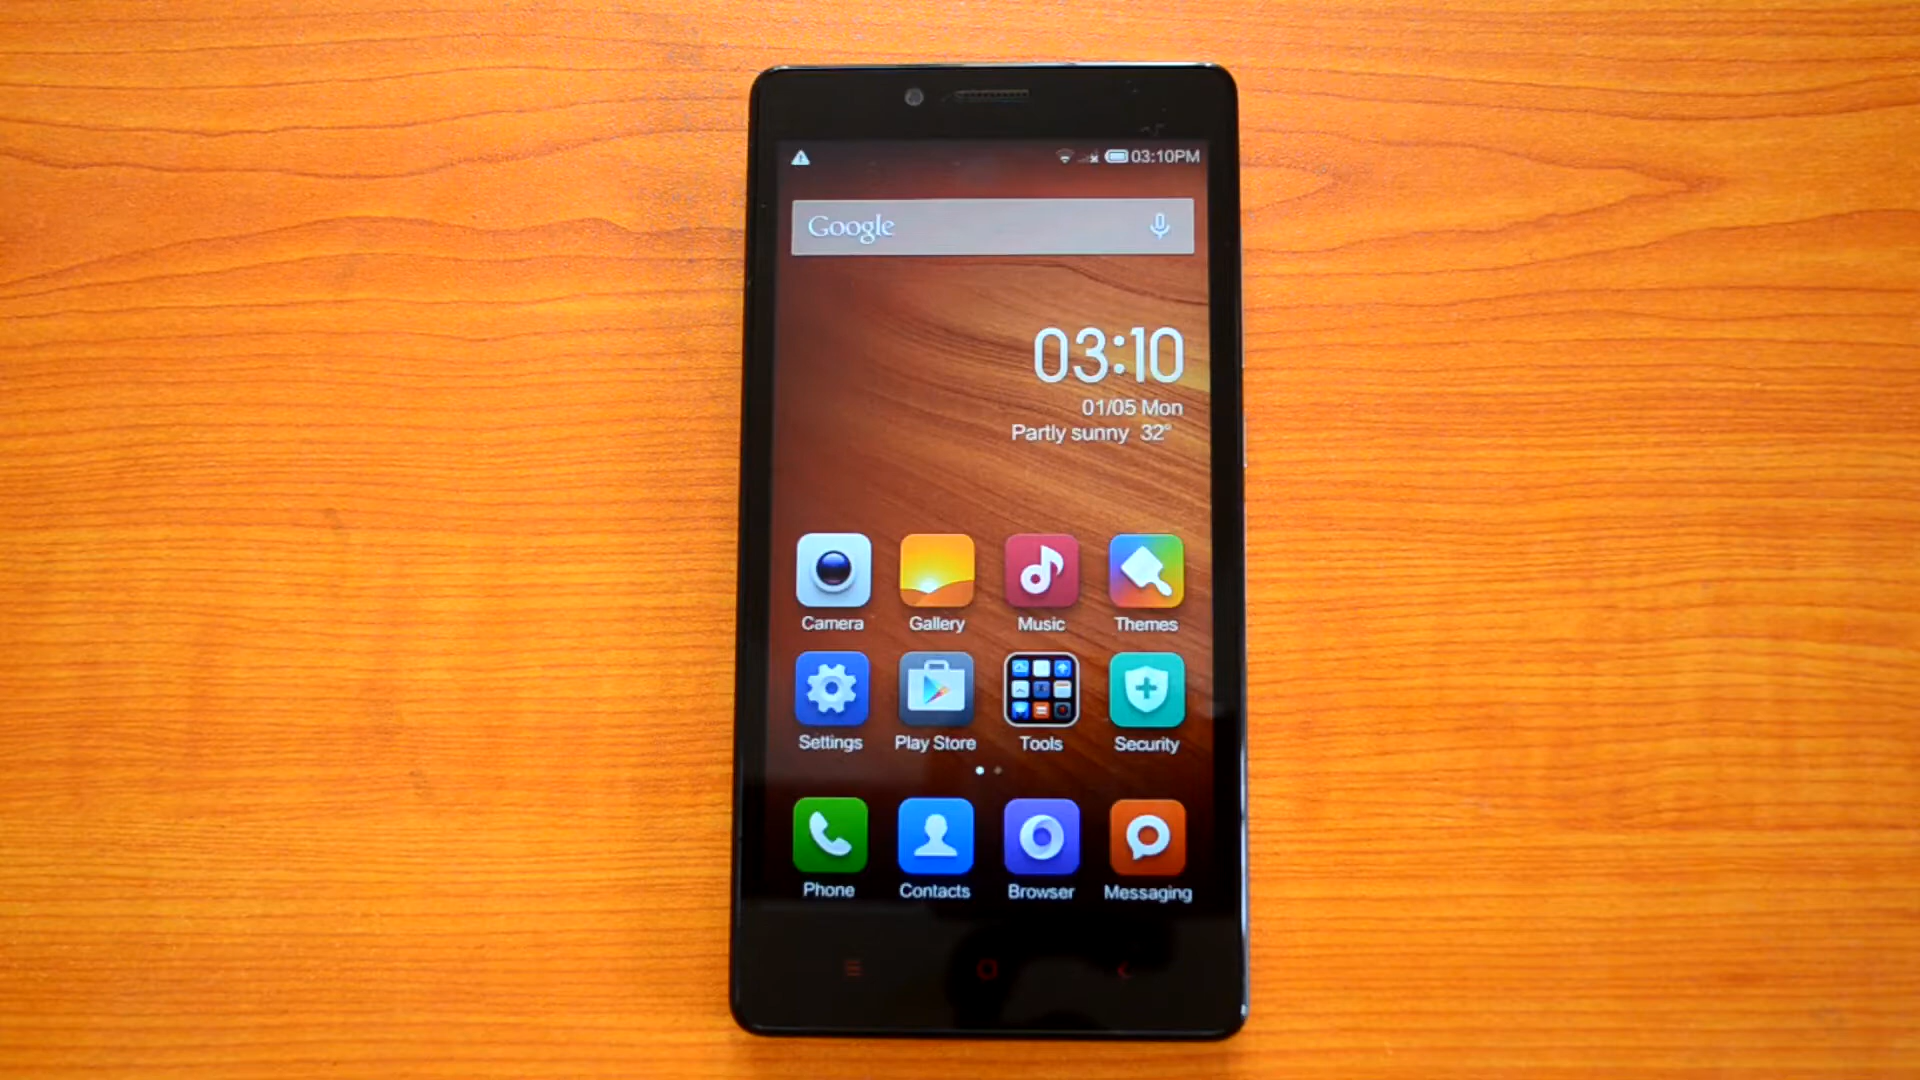 03:10PM
Google
03:10
01/05 Mon
Partly sunny 32°
Camera Gallery Music Themes
Settings Play Store Tools Security
Phone Contacts Browser Messaging